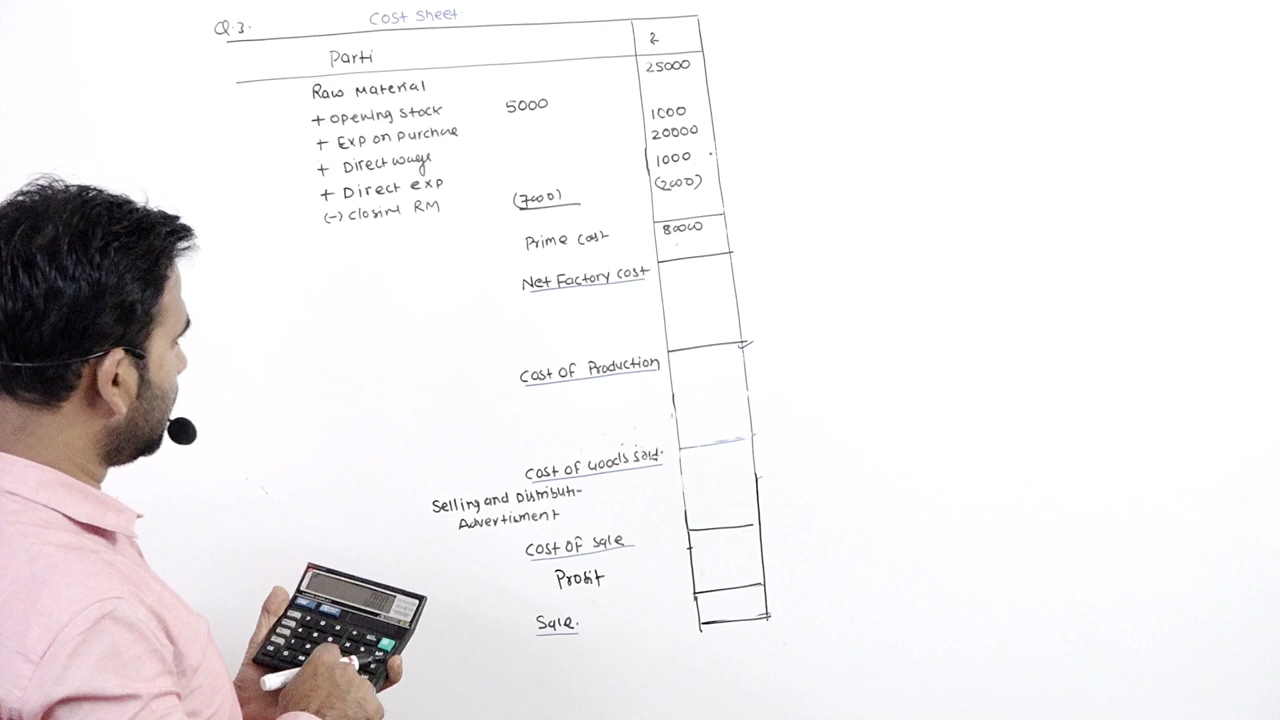 Q.3. Cost Sheet
Parti ₹
Raw Material 25000
+ Opening Stock 5000
+ Exp on Purchase 1000
+ Direct wage 20000
+ Direct exp 1000
(-) Closing RM (7000) (2000)
Prime Cost 80000
Net Factory cost
Cost of Production
Cost of Goods Sold.
Selling and Distributi-
Advertisment
Cost of Sale
Profit
Sale.